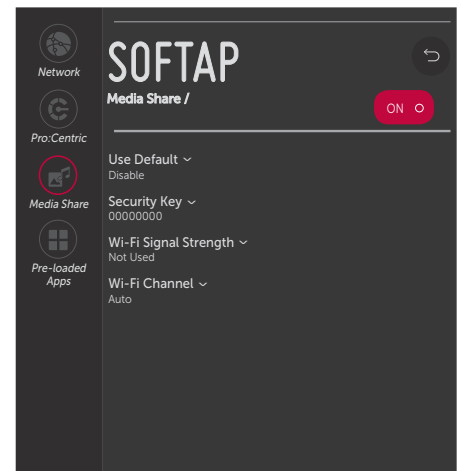 Network
SOFTAP
Media Share /
ON
Pro:Centric
Media Share
Pre-loaded
Apps
Use Default
Disable
Security Key
00000000
Wi-Fi Signal Strength
Not Used
Wi-Fi Channel
Auto